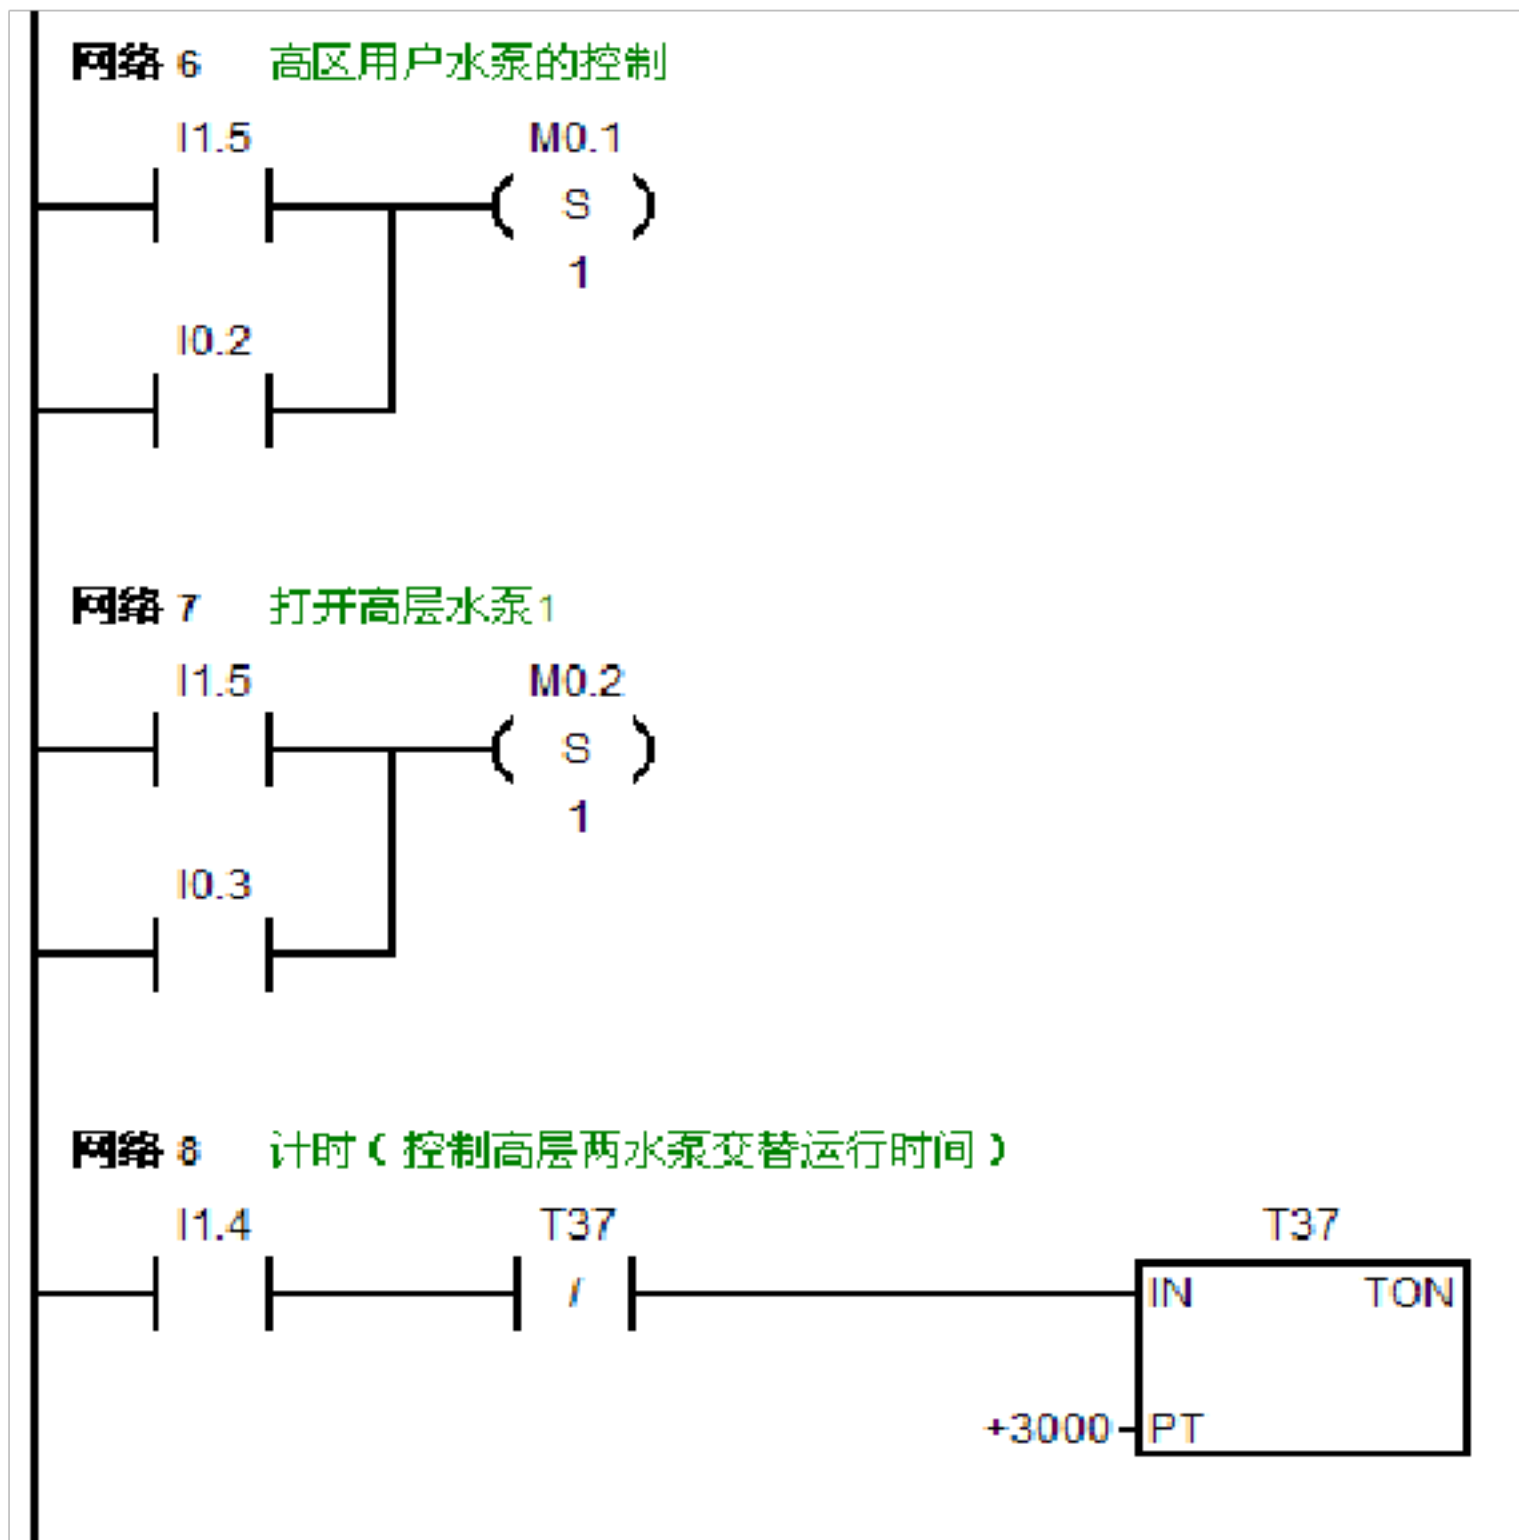 网络 6 高区用户水泵的控制
I1.5 M0.1
S
1
I0.2
网络 7 打开高层水泵1
I1.5 M0.2
S
1
I0.3
网络 8 计时(控制高层两水泵变替运行时间)
I1.4 T37 T37
/ IN TON
+3000 PT